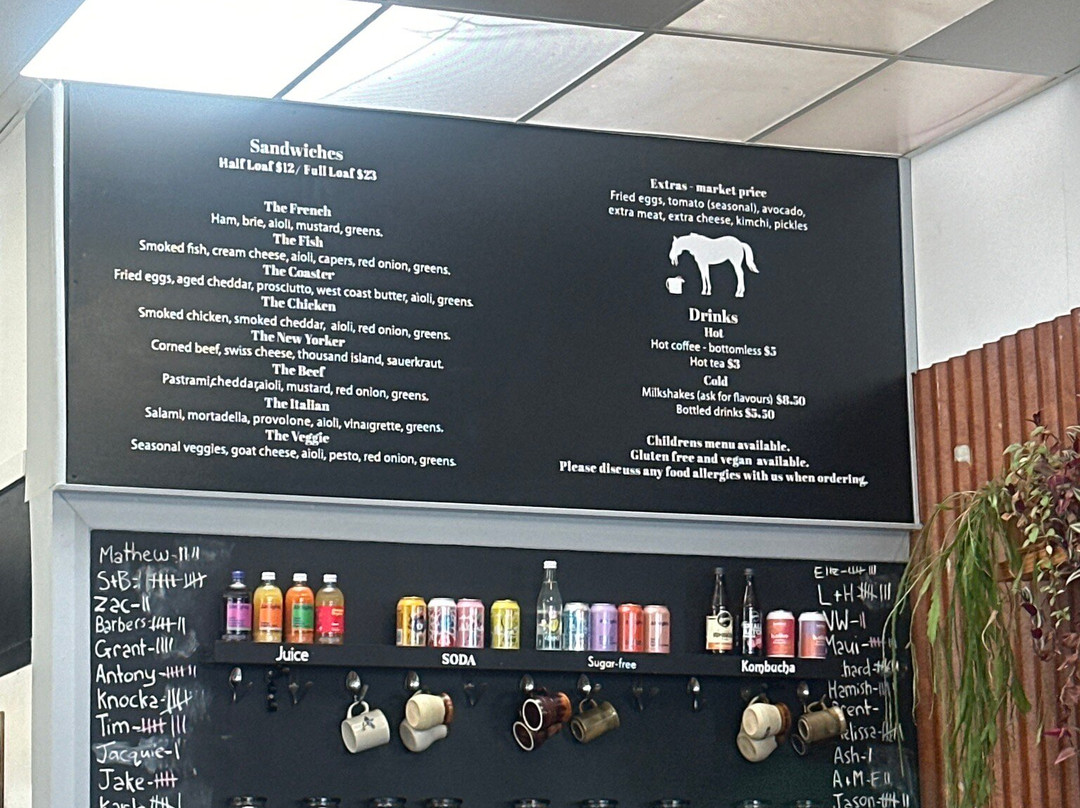 Sandwiches
Half Loaf $12/ Full Loaf $23
The French
Ham, brie, aioli, mustard, greens.
The Fish
Smoked fish, cream cheese, aioli, capers, red onion, greens.
The Coaster
Fried eggs, aged cheddar, prosciutto, west coast butter, aioli, greens.
The Chicken
Smoked chicken, smoked cheddar, aioli, red onion, greens.
The New Yorker
Corned beef, swiss cheese, thousand island, sauerkraut.
The Beef
Pastrami,cheddar,aioli, mustard, red onion, greens.
The Italian
Salami, mortadella, provolone, aioli, vinaigrette, greens.
The Veggie
Seasonal veggies, goat cheese, aioli, pesto, red onion, greens.
Extras - market price
Fried eggs, tomato (seasonal), avocado,
extra meat, extra cheese, kimchi, pickles
Drinks
Hot
Hot coffee - bottomless $5
Hot tea $3
Cold
Milkshakes (ask for flavours) $8.50
Bottled drinks $5.50
Childrens menu available.
Gluten free and vegan available.
Please discuss any food allergies with us when ordering.
Mathew-
S+B-
Zac-
Barbers-
Grant-
Antony-
Knocka-
Tim-
Jacquie-
Jake-
Juice
SODA
Sugar-free
Kombucha
L+H
Maui-
Hamish-
Ash-
A+M-
Jason-